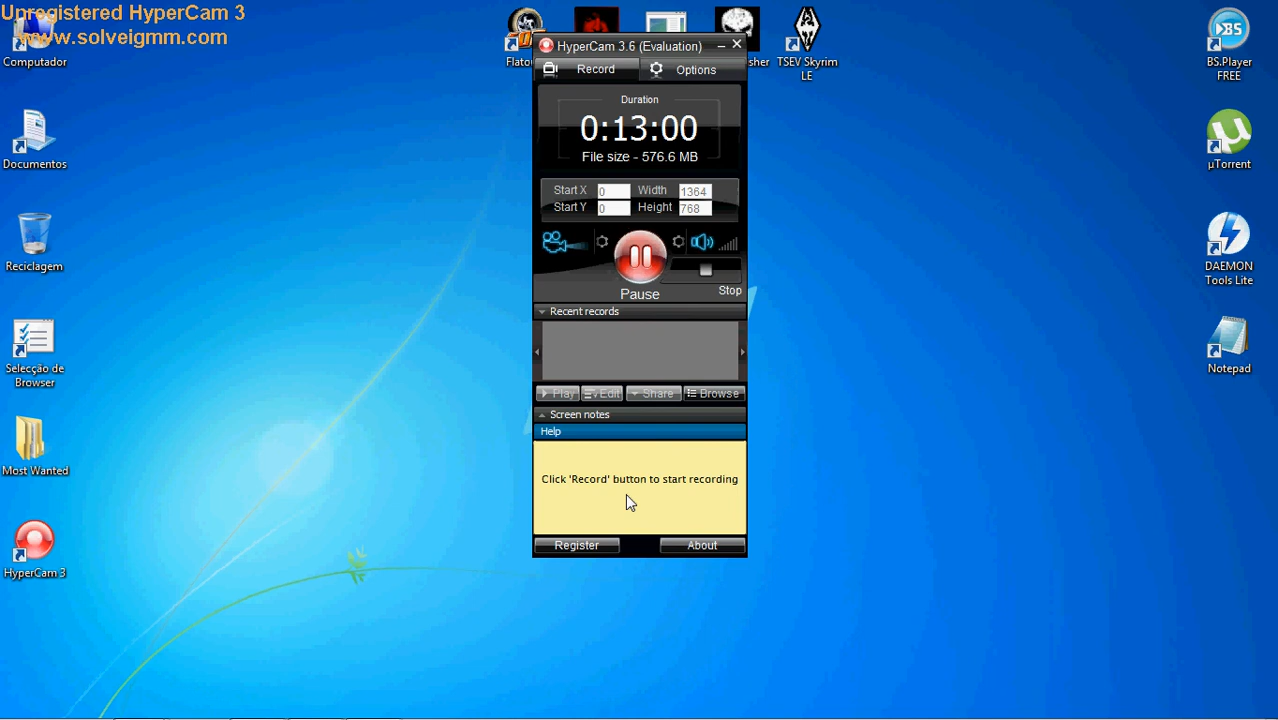 Unregistered HyperCam 3
www.solveigmm.com
Computador
Documentos
Reciclagem
Selecção de
Browser
Most Wanted
HyperCam 3
Flato
sher
TSEV Skyrim
LE
BS.Player
FREE
µTorrent
DAEMON
Tools Lite
Notepad
HyperCam 3.6 (Evaluation)
Record
Options
Duration
0:13:00
File size - 576.6 MB
Start X 0 Width 1364
Start Y 0 Height 768
Pause
Stop
Recent records
Play Edit Share Browse
Screen notes
Help
Click 'Record' button to start recording
Register
About